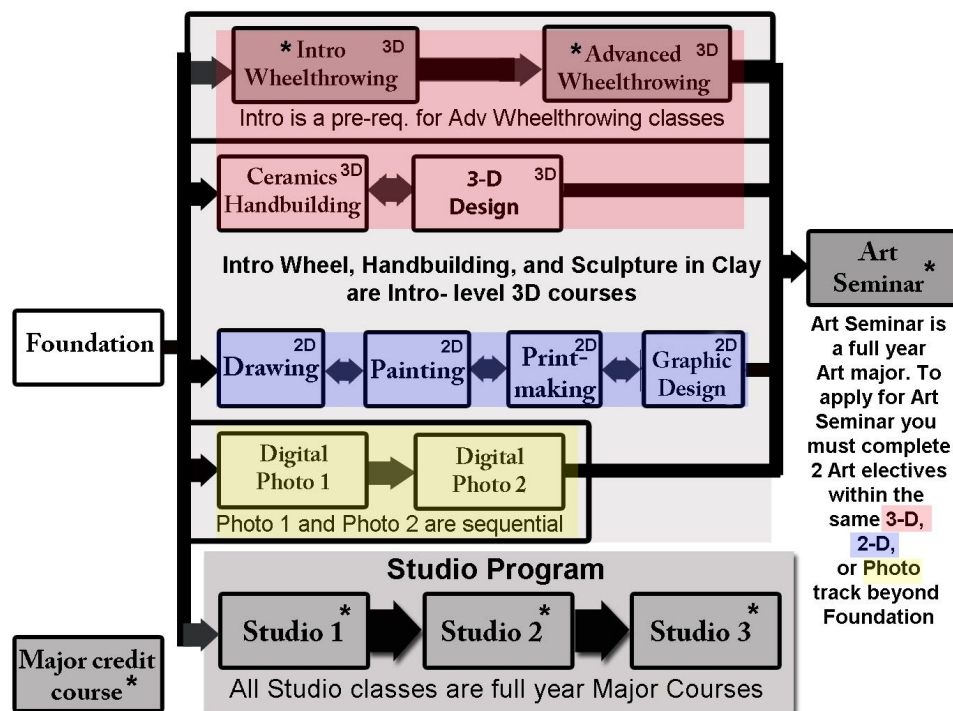 * Intro 3D
Wheelthrowing
* Advanced 3D
Wheelthrowing
Intro is a pre-req. for Adv Wheelthrowing classes
Ceramics 3D
Handbuilding
3-D 3D
Design
Intro Wheel, Handbuilding, and Sculpture in Clay
are Intro- level 3D courses
Art
Seminar *
Art Seminar is
a full year
Art major. To
apply for Art
Seminar you
must complete
2 Art electives
within the
same 3-D,
2-D,
or Photo
track beyond
Foundation
Foundation
2D
Drawing
2D
Painting
2D
Print-
making
2D
Graphic
Design
Digital
Photo 1
Digital
Photo 2
Photo 1 and Photo 2 are sequential
Studio Program
Studio 1 *
Studio 2 *
Studio 3 *
All Studio classes are full year Major Courses
Major credit
course *